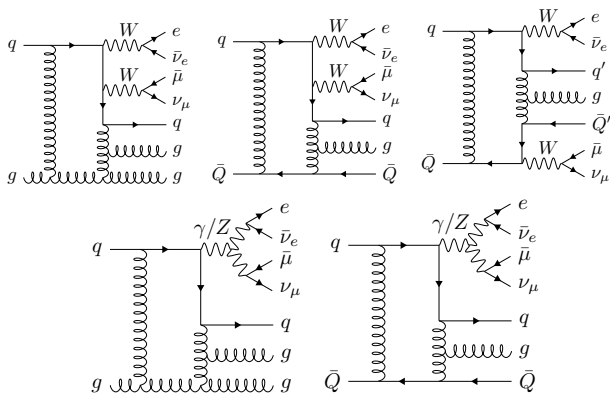 q W e ν̄_e W μ̄ ν_μ q g g g
q W e ν̄_e W μ̄ ν_μ q g Q̄ Q̄
q W e ν̄_e q' g Q̄' Q̄ W μ̄ ν_μ
q γ/Z e ν̄_e μ̄ ν_μ q g g g
q γ/Z e ν̄_e μ̄ ν_μ q g Q̄ Q̄